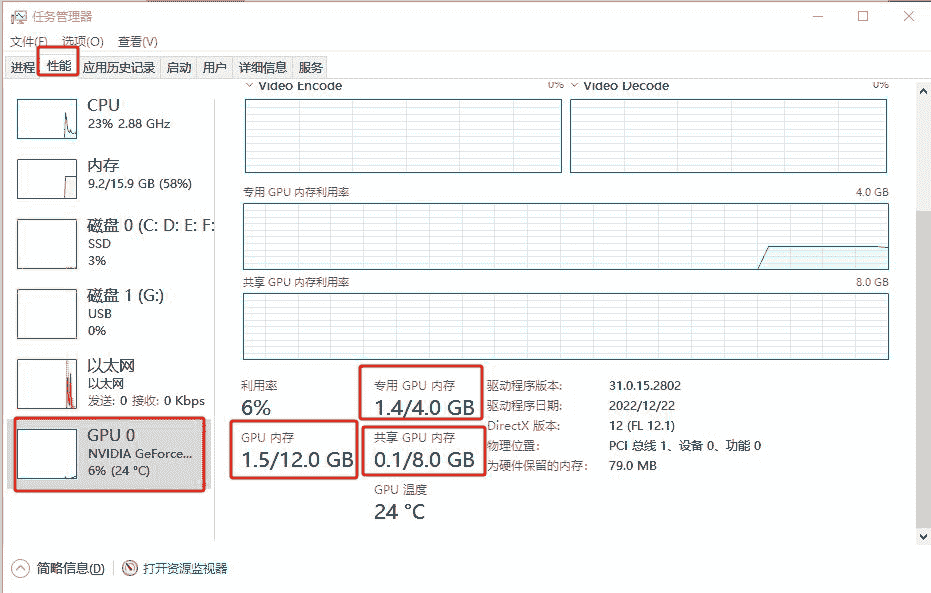 任务管理器
文件(F) 选项(O) 查看(V)
进程 性能 应用历史记录 启动 用户 详细信息 服务
CPU
23% 2.88 GHz
内存
9.2/15.9 GB (58%)
磁盘 0 (C: D: E: F:
SSD
3%
磁盘 1 (G:)
USB
0%
以太网
以太网
发送: 0 接收: 0 Kbps
GPU 0
NVIDIA GeForce...
6% (24 °C)
Video Encode 0% Video Decode 0%
专用 GPU 内存利用率 4.0 GB
共享 GPU 内存利用率 8.0 GB
利用率
6%
专用 GPU 内存
1.4/4.0 GB
GPU 内存
1.5/12.0 GB
共享 GPU 内存
0.1/8.0 GB
GPU 温度
24 °C
驱动程序版本: 31.0.15.2802
驱动程序日期: 2022/12/22
DirectX 版本: 12 (FL 12.1)
物理位置: PCI 总线 1、设备 0、功能 0
为硬件保留的内存: 79.0 MB
简略信息(D) 打开资源监视器